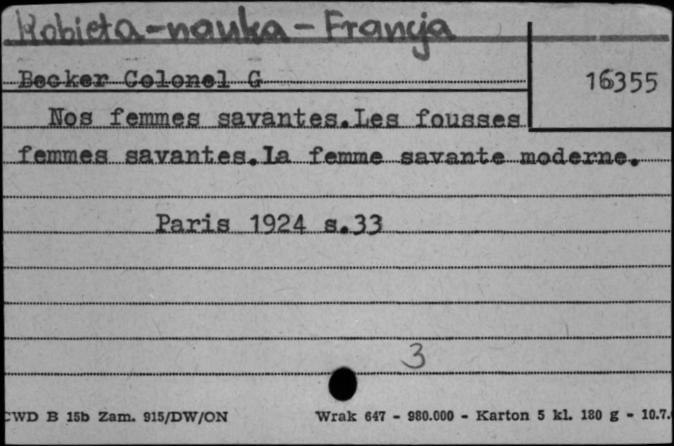 Kobieta-nauka-Francja
Becker Colonel G
16355
Nos femmes savantes.Les fousses
femmes savantes.La femme savante moderne.
Paris 1924 s.33
3
CWD B 15b Zam. 915/DW/ON
Wrak 647 - 980.000 - Karton 5 kl. 180 g - 10.7.